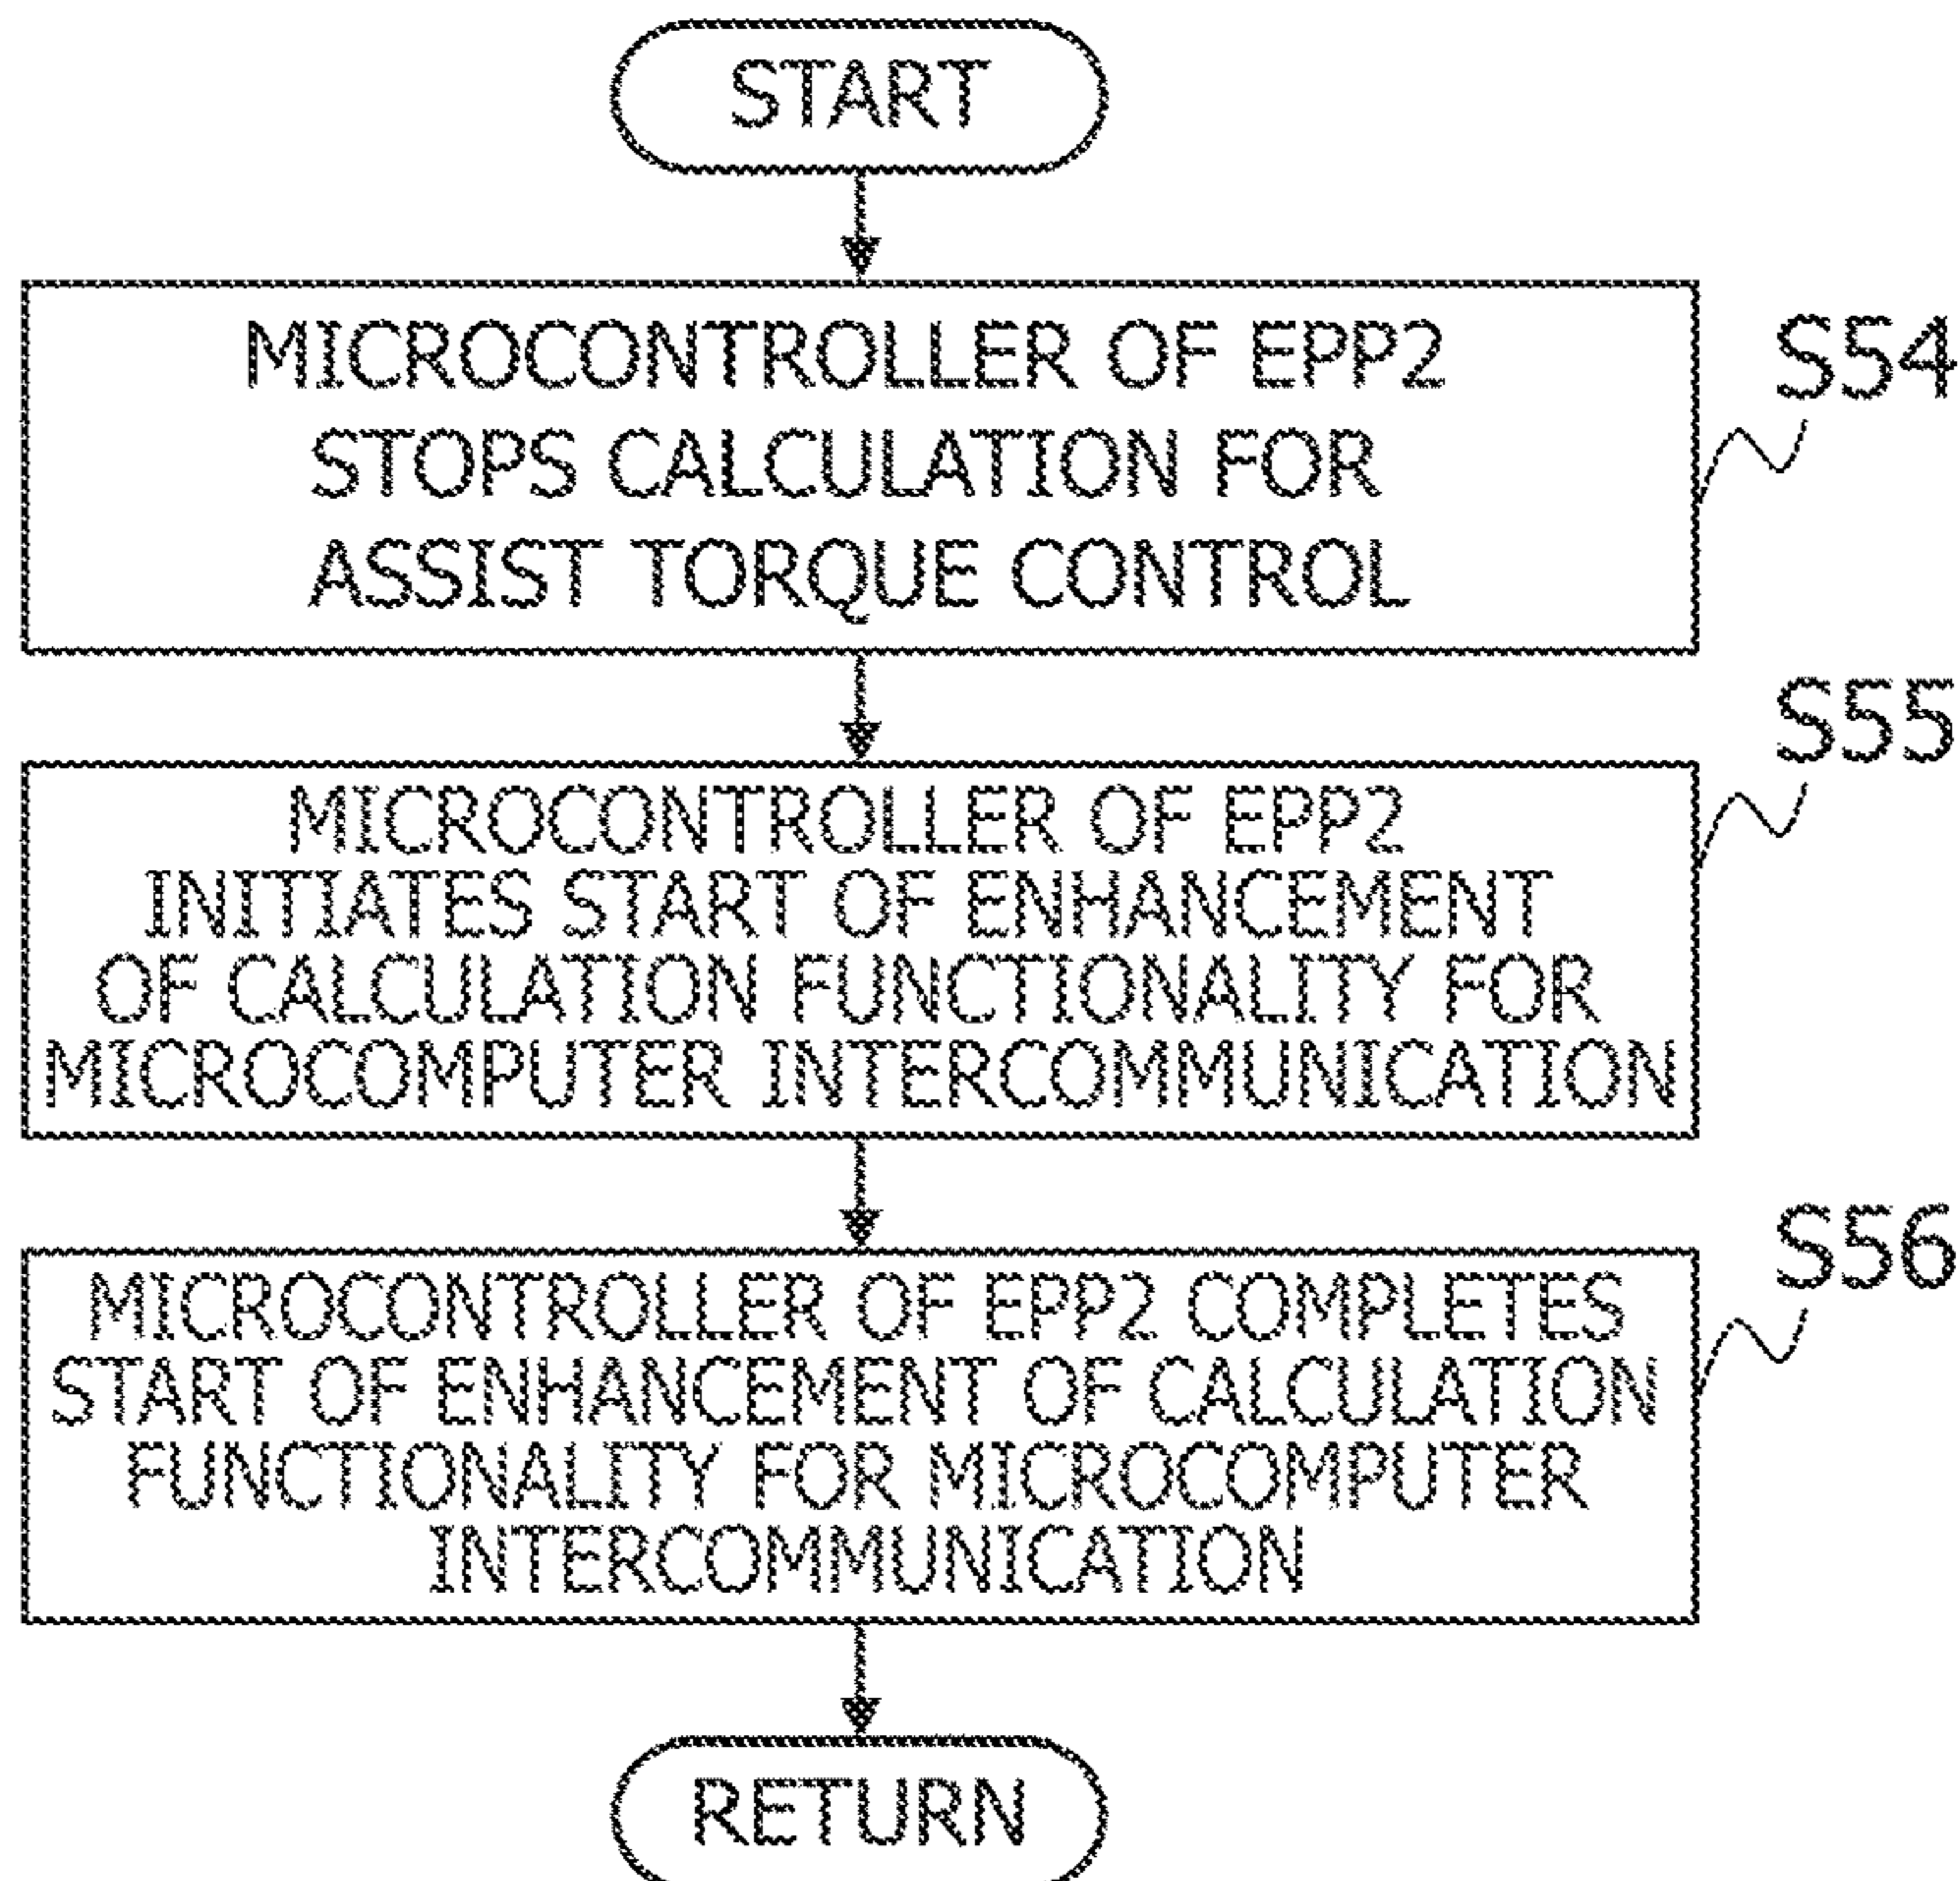 START
MICROCONTROLLER OF EPP2
STOPS CALCULATION FOR
ASSIST TORQUE CONTROL
S54
MICROCONTROLLER OF EPP2
INITIATES START OF ENHANCEMENT
OF CALCULATION FUNCTIONALITY FOR
MICROCOMPUTER INTERCOMMUNICATION
S55
MICROCONTROLLER OF EPP2 COMPLETES
START OF ENHANCEMENT OF CALCULATION
FUNCTIONALITY FOR MICROCOMPUTER
INTERCOMMUNICATION
S56
RETURN